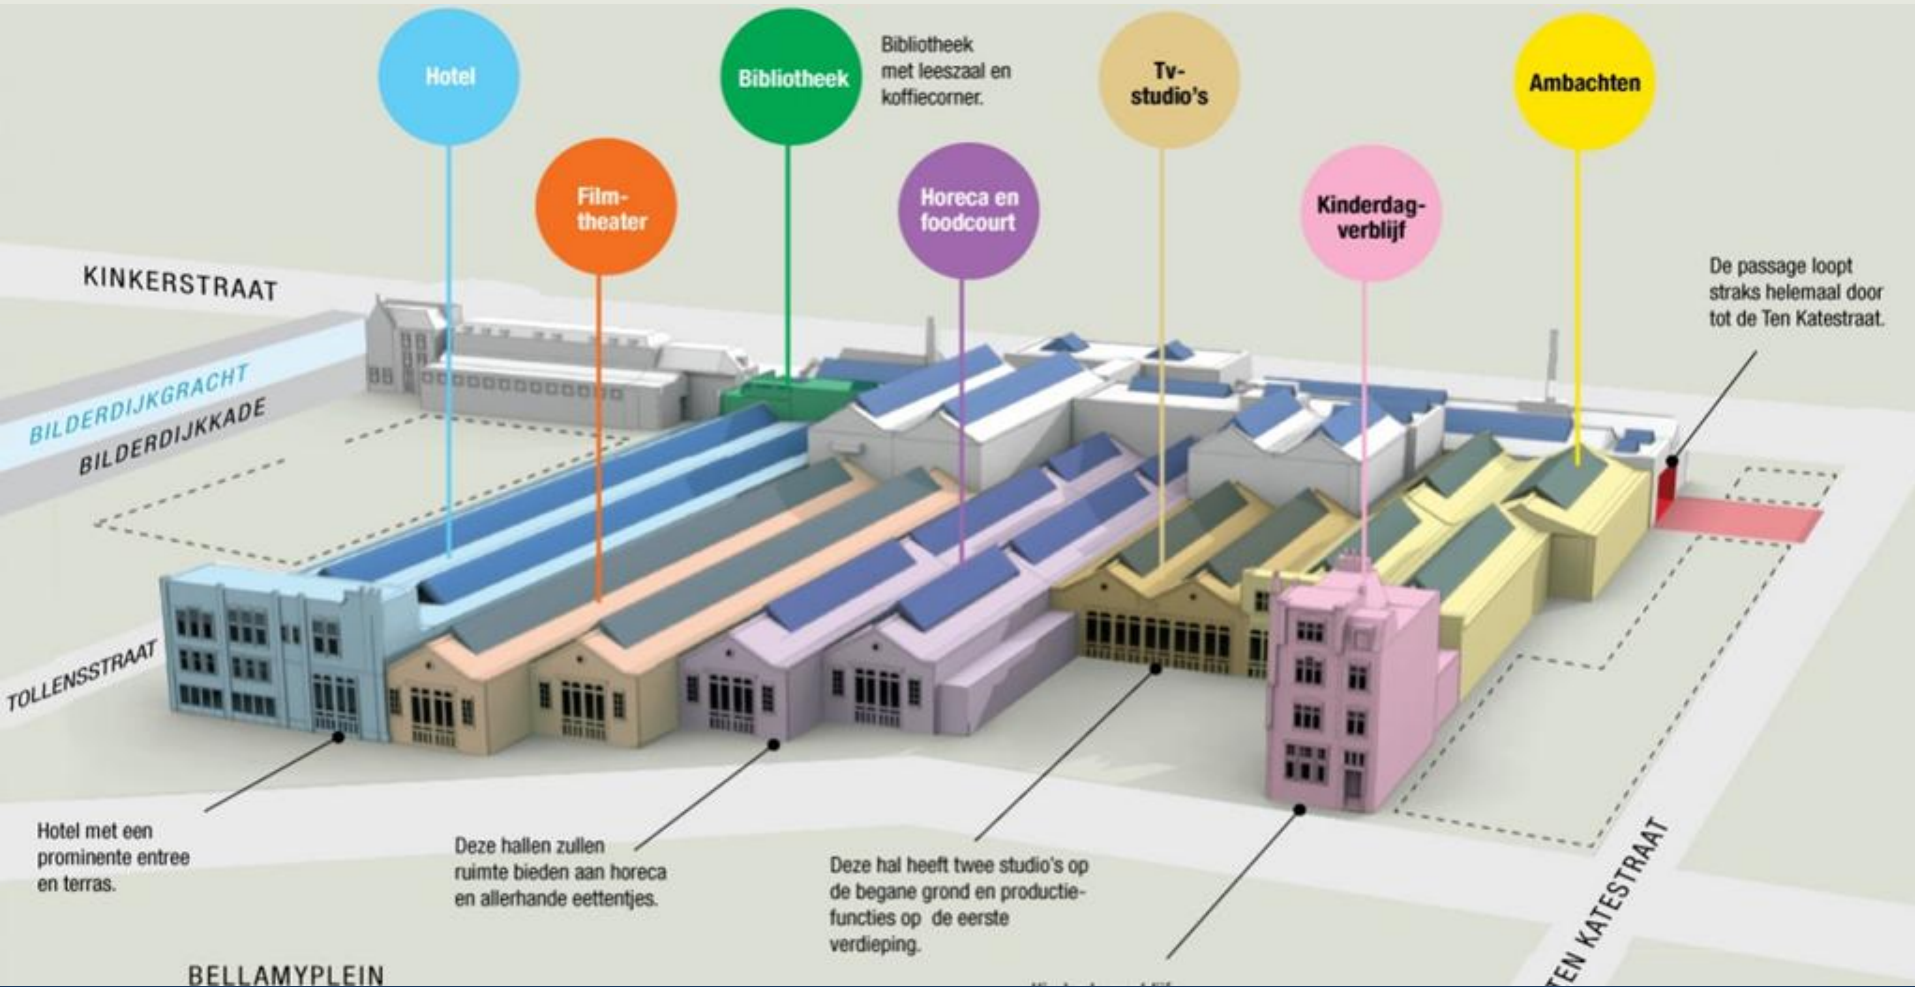 Hotel
Bibliotheek
Bibliotheek
met leeszaal en
koffiecorner.
Tv-
studio's
Ambachten
Film-
theater
Horeca en
foodcourt
Kinderdag-
verblijf
De passage loopt
straks helemaal door
tot de Ten Katestraat.
KINKERSTRAAT
BILDERDIJKGRACHT
BILDERDIJKKADE
TOLLENSSTRAAT
Hotel met een
prominente entree
en terras.
Deze hallen zullen
ruimte bieden aan horeca
en allerhande eettentjes.
Deze hal heeft twee studio's op
de begane grond en productie-
functies op de eerste
verdieping.
TEN KATESTRAAT
BELLAMYPLEIN